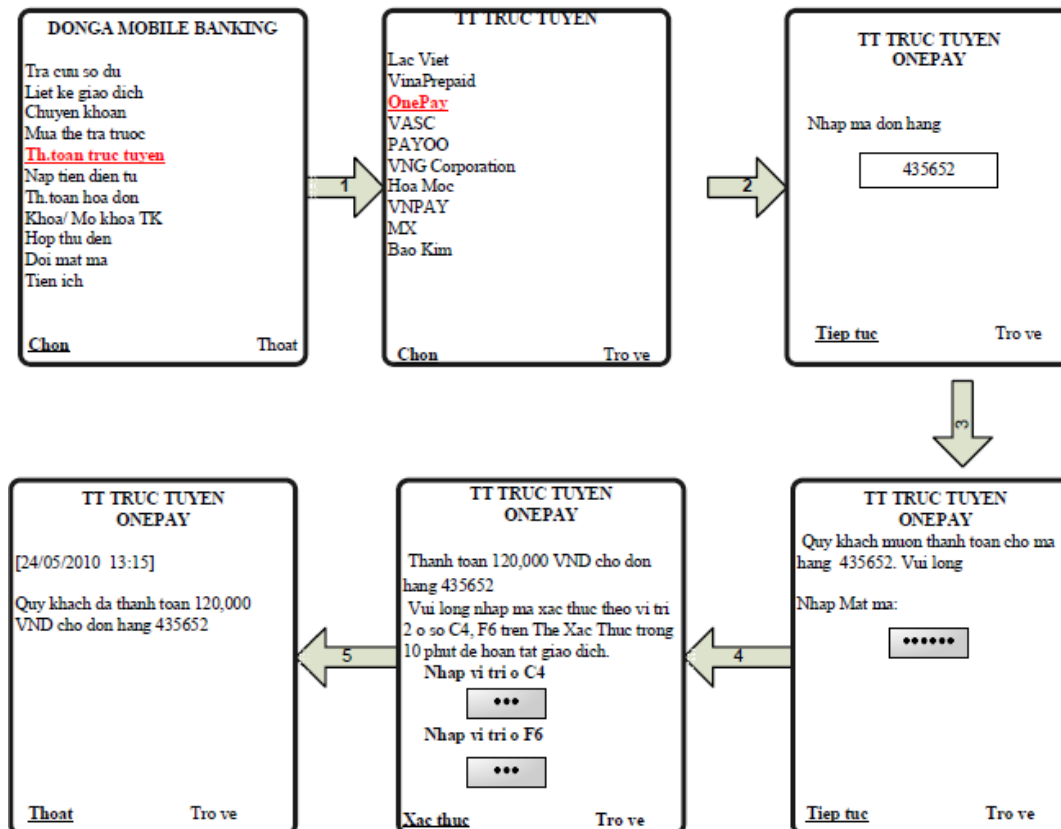 DONGA MOBILE BANKING
Tra cuu so du
Liet ke giao dich
Chuyen khoan
Mua the tra truoc
Th.toan truc tuyen
Nap tien dien tu
Th.toan hoa don
Khoa/ Mo khoa TK
Hop thu den
Doi mat ma
Tien ich
Chon Thoat
1
TT TRUC TUYEN
Lac Viet
VinaPrepaid
OnePay
VASC
PAYOO
VNG Corporation
Hoa Moc
VNPAY
MX
Bao Kim
Chon Tro ve
2
TT TRUC TUYEN
ONEPAY
Nhap ma don hang
435652
Tiep tuc Tro ve
3
TT TRUC TUYEN
ONEPAY
Quy khach muon thanh toan cho ma
hang 435652. Vui long
Nhap Mat ma:
••••••
Tiep tuc Tro ve
4
TT TRUC TUYEN
ONEPAY
Thanh toan 120,000 VND cho don
hang 435652
Vui long nhap ma xac thuc theo vi tri
2 o so C4, F6 tren The Xac Thuc trong
10 phut de hoan tat giao dich.
Nhap vi tri o C4
•••
Nhap vi tri o F6
•••
Xac thuc Tro ve
5
TT TRUC TUYEN
ONEPAY
[24/05/2010 13:15]
Quy khach da thanh toan 120,000
VND cho don hang 435652
Thoat Tro ve